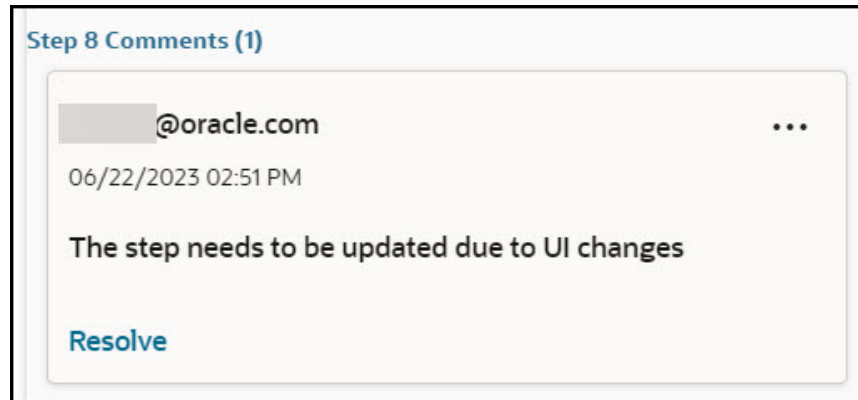 Step 8 Comments (1)
@oracle.com
06/22/2023 02:51 PM
The step needs to be updated due to UI changes
Resolve